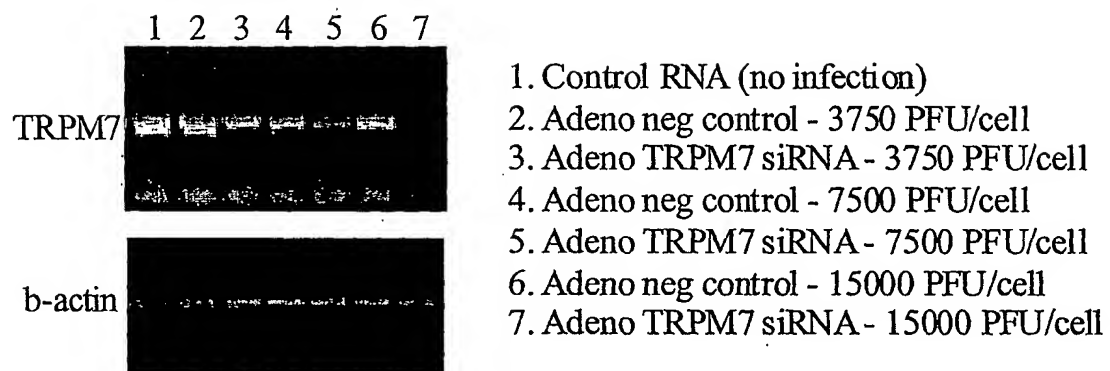 1 2 3 4 5 6 7
TRPM7
b-actin
1. Control RNA (no infection)
2. Adeno neg control - 3750 PFU/cell
3. Adeno TRPM7 siRNA - 3750 PFU/cell
4. Adeno neg control - 7500 PFU/cell
5. Adeno TRPM7 siRNA - 7500 PFU/cell
6. Adeno neg control - 15000 PFU/cell
7. Adeno TRPM7 siRNA - 15000 PFU/cell